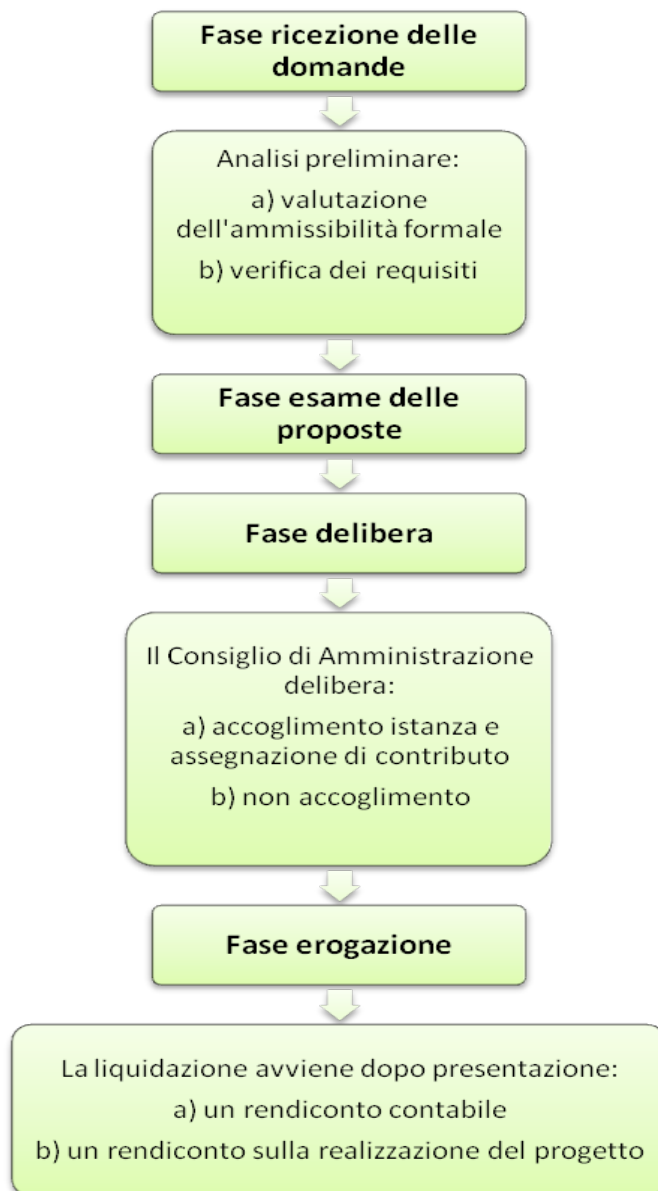 Fase ricezione delle
domande
Analisi preliminare:
a) valutazione
dell'ammissibilità formale
b) verifica dei requisiti
Fase esame delle
proposte
Fase delibera
Il Consiglio di Amministrazione
delibera:
a) accoglimento istanza e
assegnazione di contributo
b) non accoglimento
Fase erogazione
La liquidazione avviene dopo presentazione:
a) un rendiconto contabile
b) un rendiconto sulla realizzazione del progetto